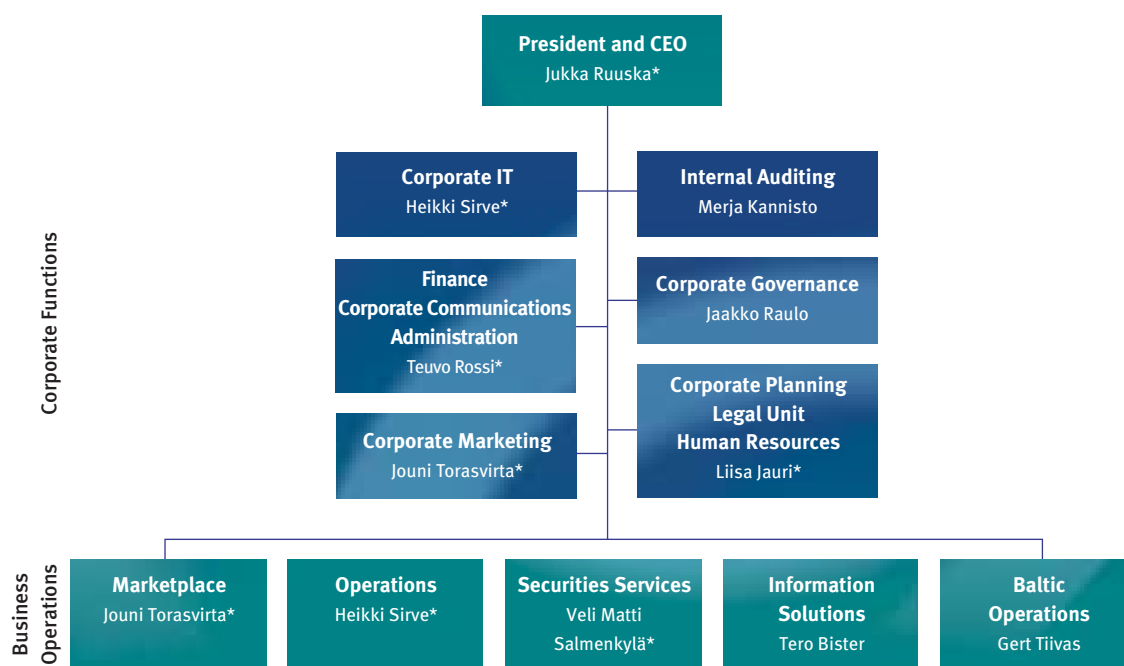 President and CEO
Jukka Ruuska*
Corporate Functions
Corporate IT
Heikki Sirve*
Internal Auditing
Merja Kannisto
Finance
Corporate Communications
Administration
Teuvo Rossi*
Corporate Governance
Jaakko Raulo
Corporate Planning
Legal Unit
Human Resources
Liisa Jauri*
Corporate Marketing
Jouni Torasvirta*
Business
Operations
Marketplace
Jouni Torasvirta*
Operations
Heikki Sirve*
Securities Services
Veli Matti
Salmenkylä*
Information
Solutions
Tero Bister
Baltic
Operations
Gert Tiivas